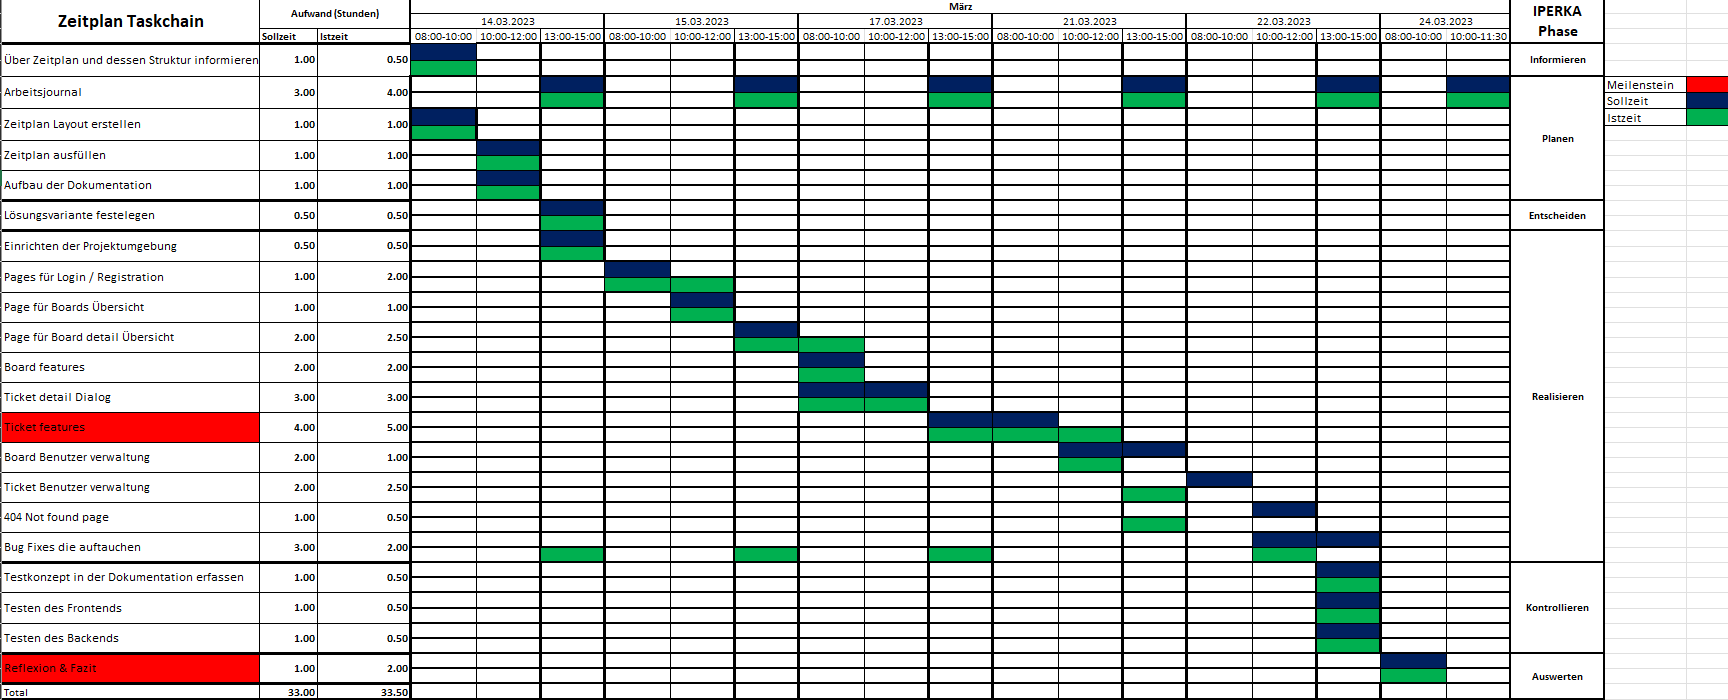 Zeitplan Taskchain
Aufwand (Stunden)
März
IPERKA
Phase
14.03.2023 15.03.2023 17.03.2023 21.03.2023 22.03.2023 24.03.2023
Sollzeit Istzeit 08:00-10:00 10:00-12:00 13:00-15:00 08:00-10:00 10:00-12:00 13:00-15:00 08:00-10:00 10:00-12:00 13:00-15:00 08:00-10:00 10:00-12:00 13:00-15:00 08:00-10:00 10:00-12:00 13:00-15:00 08:00-10:00 10:00-11:30
Über Zeitplan und dessen Struktur informieren 1.00 0.50 Informieren
Meilenstein
Arbeitsjournal 3.00 4.00
Sollzeit
Istzeit
Zeitplan Layout erstellen 1.00 1.00
Planen
Zeitplan ausfüllen 1.00 1.00
Aufbau der Dokumentation 1.00 1.00
Lösungsvariante festelegen 0.50 0.50 Entscheiden
Einrichten der Projektumgebung 0.50 0.50
Pages für Login / Registration 1.00 2.00
Page für Boards Übersicht 1.00 1.00
Page für Board detail Übersicht 2.00 2.50
Board features 2.00 2.00
Ticket detail Dialog 3.00 3.00 Realisieren
Ticket features 4.00 5.00
Board Benutzer verwaltung 2.00 1.00
Ticket Benutzer verwaltung 2.00 2.50
404 Not found page 1.00 0.50
Bug Fixes die auftauchen 3.00 2.00
Testkonzept in der Dokumentation erfassen 1.00 0.50
Testen des Frontends 1.00 0.50 Kontrollieren
Testen des Backends 1.00 0.50
Reflexion & Fazit 1.00 2.00 Auswerten
Total 33.00 33.50